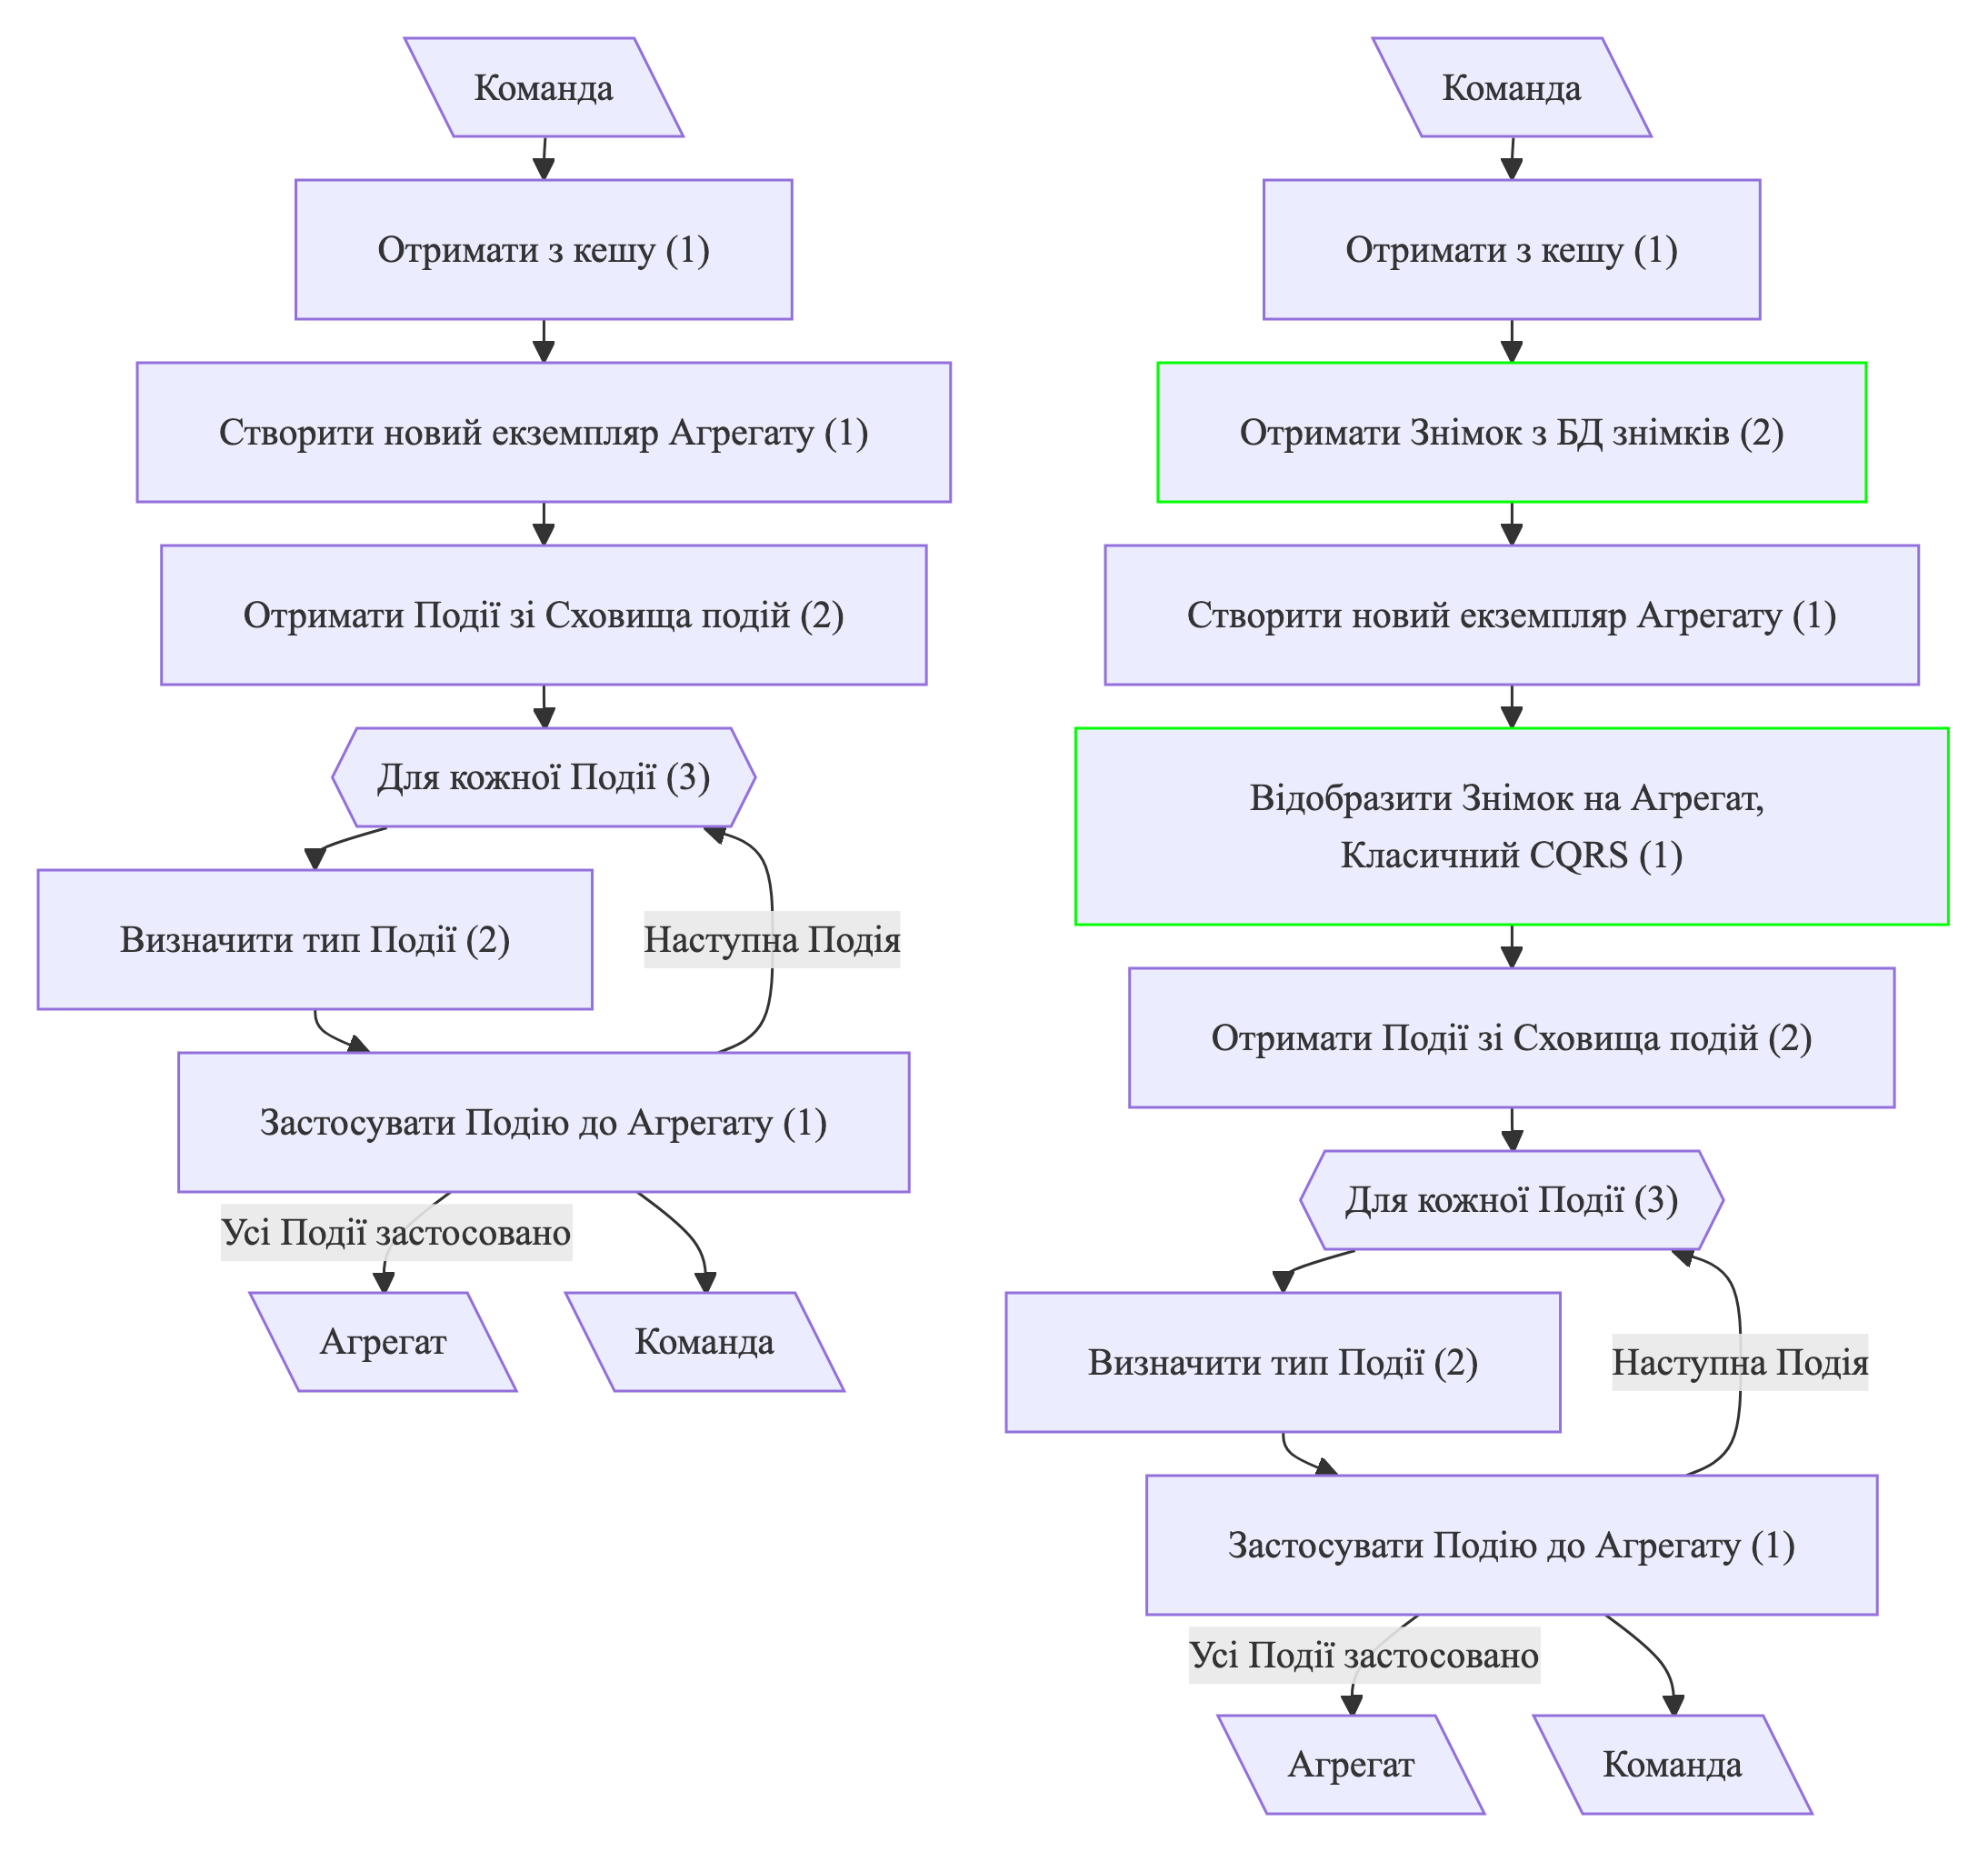 Команда
Отримати з кешу (1)
Створити новий екземпляр Агрегату (1)
Отримати Події зі Сховища подій (2)
Для кожної Події (3)
Визначити тип Події (2)
Наступна Подія
Застосувати Подію до Агрегату (1)
Усі Події застосовано
Агрегат
Команда
Команда
Отримати з кешу (1)
Отримати Знімок з БД знімків (2)
Створити новий екземпляр Агрегату (1)
Відобразити Знімок на Агрегат,
Класичний CQRS (1)
Отримати Події зі Сховища подій (2)
Для кожної Події (3)
Визначити тип Події (2)
Наступна Подія
Застосувати Подію до Агрегату (1)
Усі Події застосовано
Агрегат
Команда